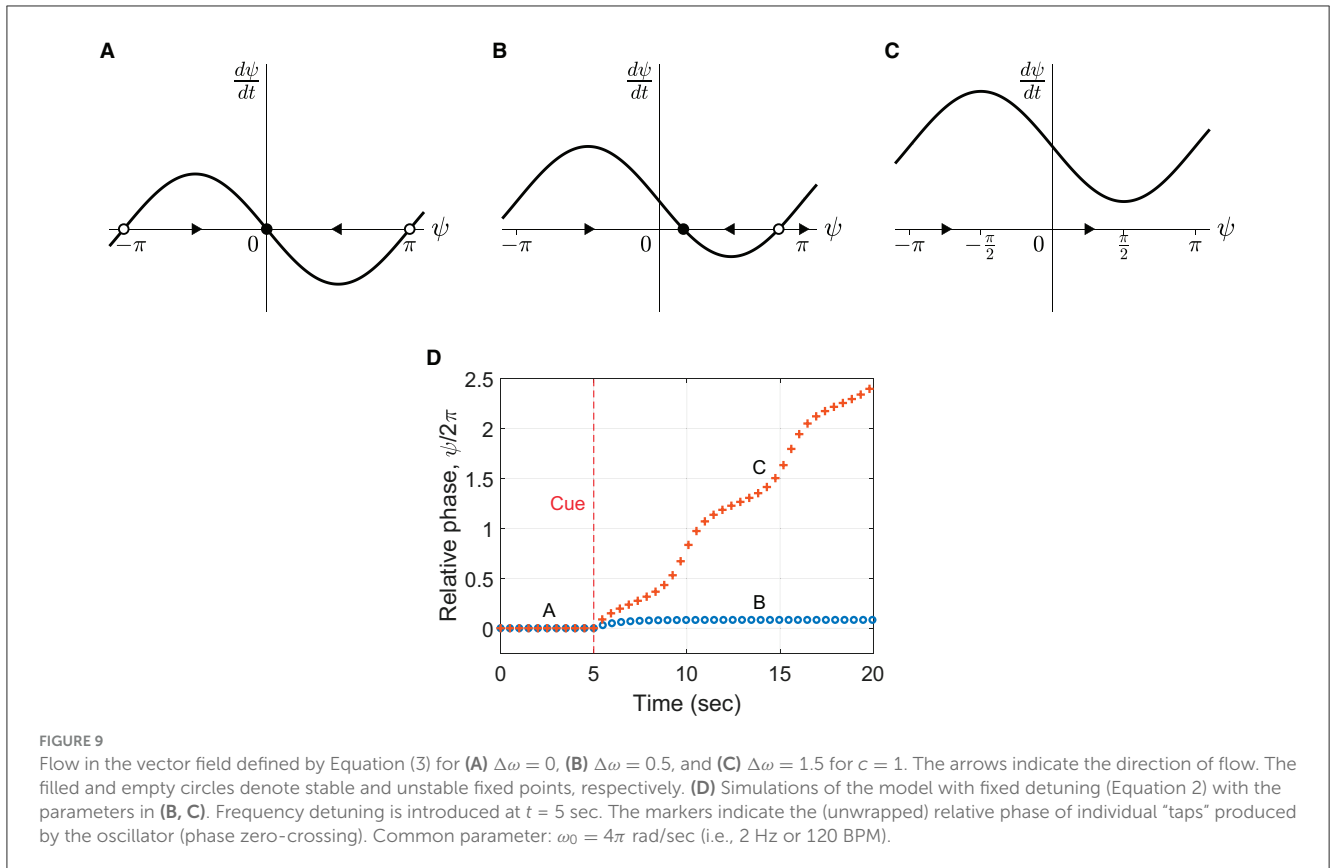 A
B
C
dψ/dt
dψ/dt
dψ/dt
−π 0 π ψ
−π 0 π ψ
−π −π/2 0 π/2 π ψ
D
Relative phase, ψ/2π
2.5
2
1.5
1
0.5
0
Cue
A
B
C
0 5 10 15 20
Time (sec)
FIGURE 9
Flow in the vector field defined by Equation (3) for (A) Δω = 0, (B) Δω = 0.5, and (C) Δω = 1.5 for c = 1. The arrows indicate the direction of flow. The
filled and empty circles denote stable and unstable fixed points, respectively. (D) Simulations of the model with fixed detuning (Equation 2) with the
parameters in (B, C). Frequency detuning is introduced at t = 5 sec. The markers indicate the (unwrapped) relative phase of individual “taps” produced
by the oscillator (phase zero-crossing). Common parameter: ω₀ = 4π rad/sec (i.e., 2 Hz or 120 BPM).